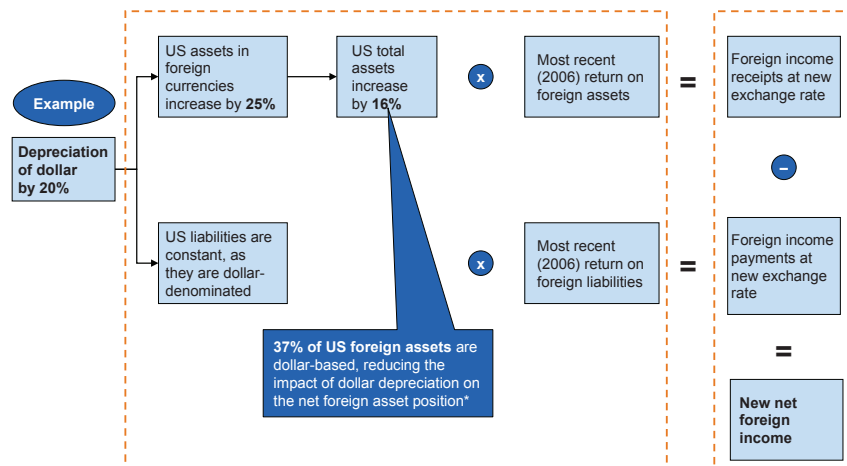 Example
Depreciation
of dollar
by 20%
US assets in
foreign
currencies
increase by 25%
US total
assets
increase
by 16%
x
Most recent
(2006) return on
foreign assets
=
Foreign income
receipts at new
exchange rate
–
US liabilities are
constant, as
they are dollar-
denominated
x
Most recent
(2006) return on
foreign liabilities
=
Foreign income
payments at
new exchange
rate
37% of US foreign assets are
dollar-based, reducing the
impact of dollar depreciation on
the net foreign asset position*
=
New net
foreign
income